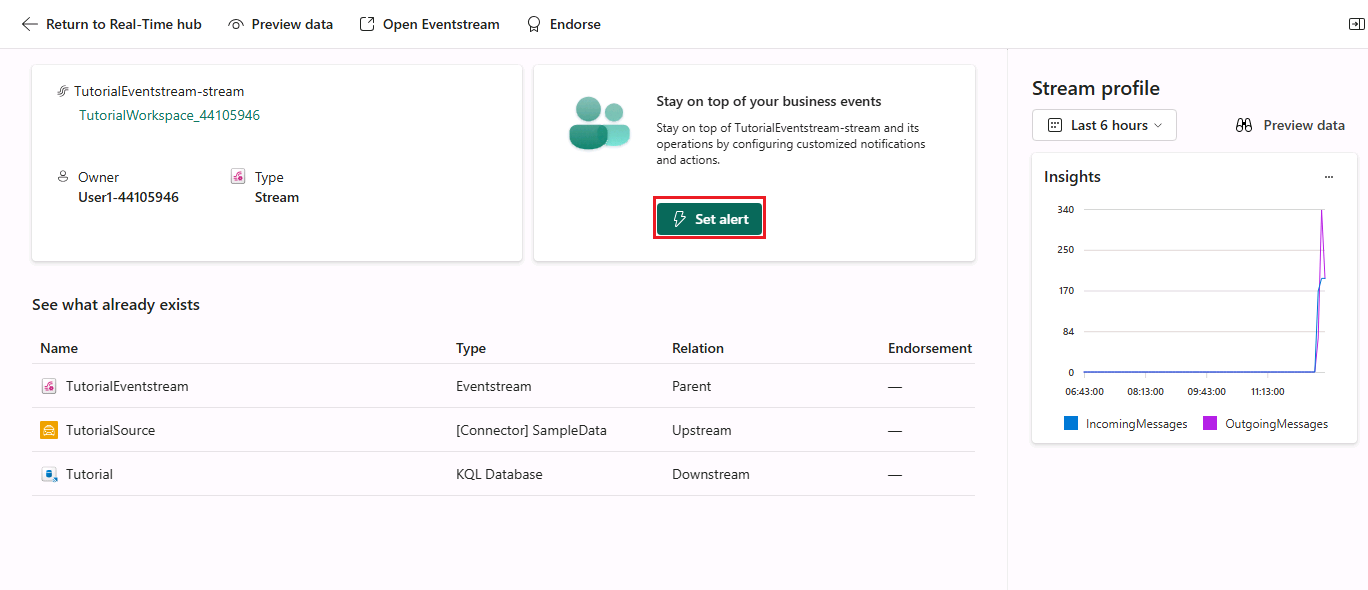 Return to Real-Time hub
Preview data
Open Eventstream
Endorse
TutorialEventstream-stream
TutorialWorkspace_44105946
Owner
User1-44105946
Type
Stream
Stay on top of your business events
Stay on top of TutorialEventstream-stream and its
operations by configuring customized notifications
and actions.
Set alert
See what already exists
Name Type Relation Endorsement
TutorialEventstream Eventstream Parent —
TutorialSource [Connector] SampleData Upstream —
Tutorial KQL Database Downstream —
Stream profile
Last 6 hours
Preview data
Insights
...
340
250
170
84
0
06:43:00 08:13:00 09:43:00 11:13:00
IncomingMessages OutgoingMessages